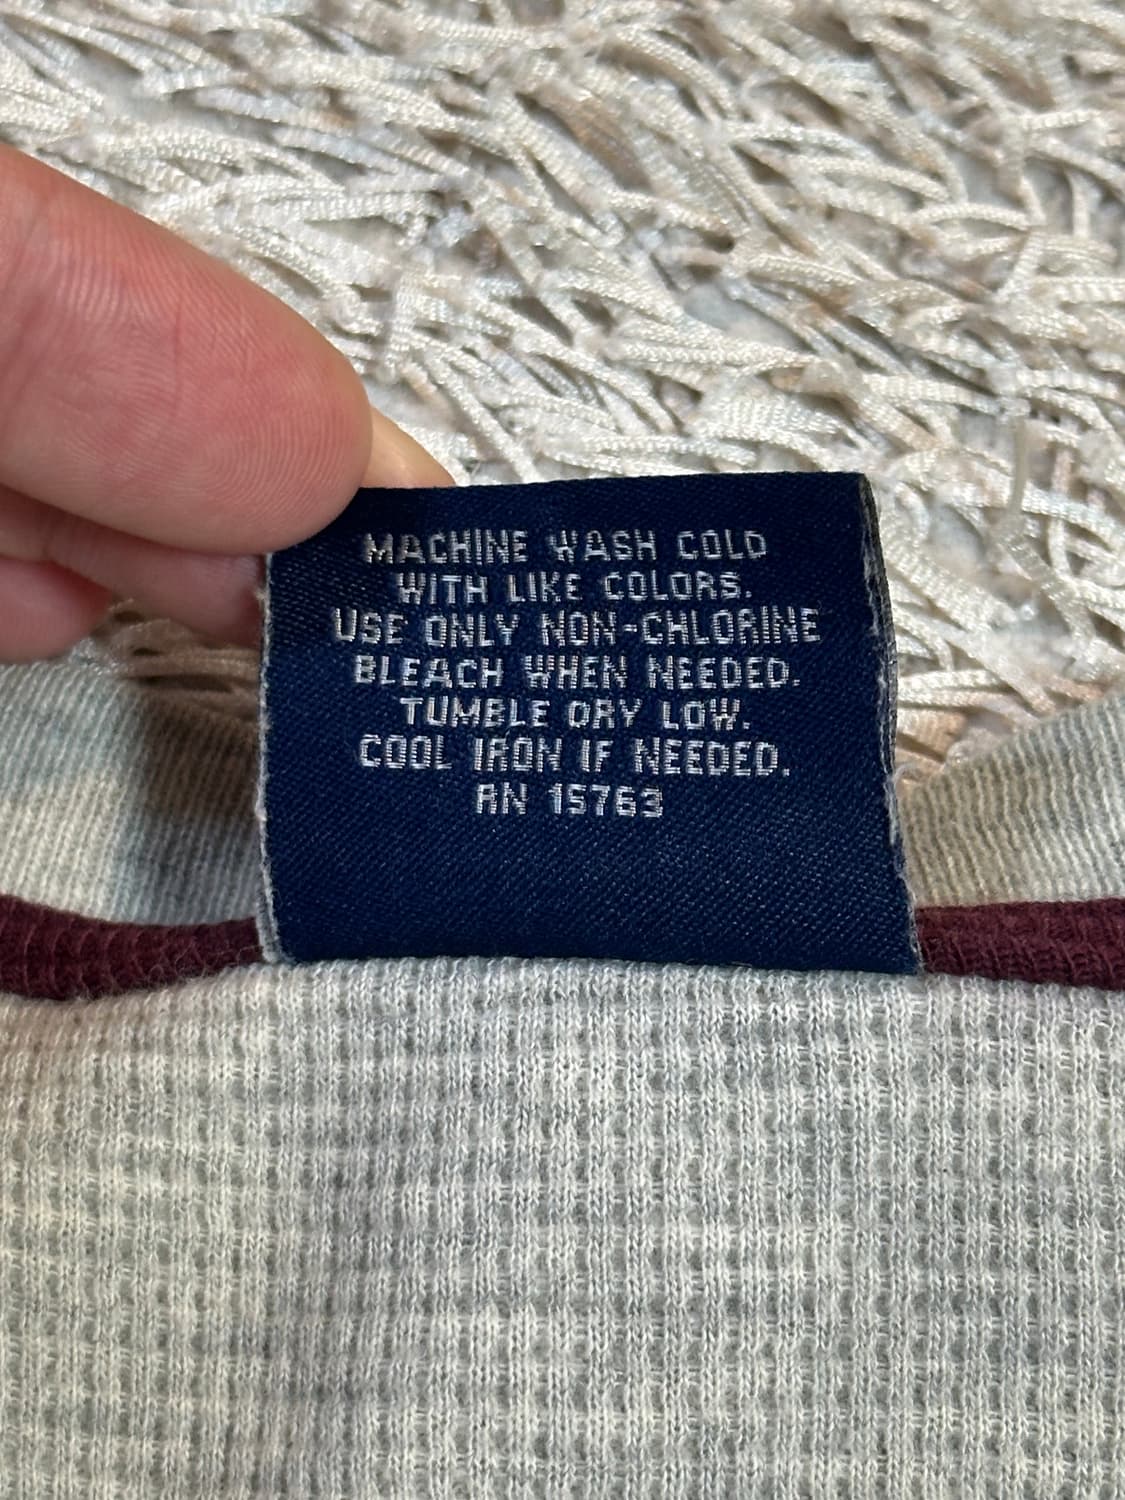 MACHINE WASH COLD
WITH LIKE COLORS.
USE ONLY NON-CHLORINE
BLEACH WHEN NEEDED.
TUMBLE DRY LOW.
COOL IRON IF NEEDED.
RN 15763